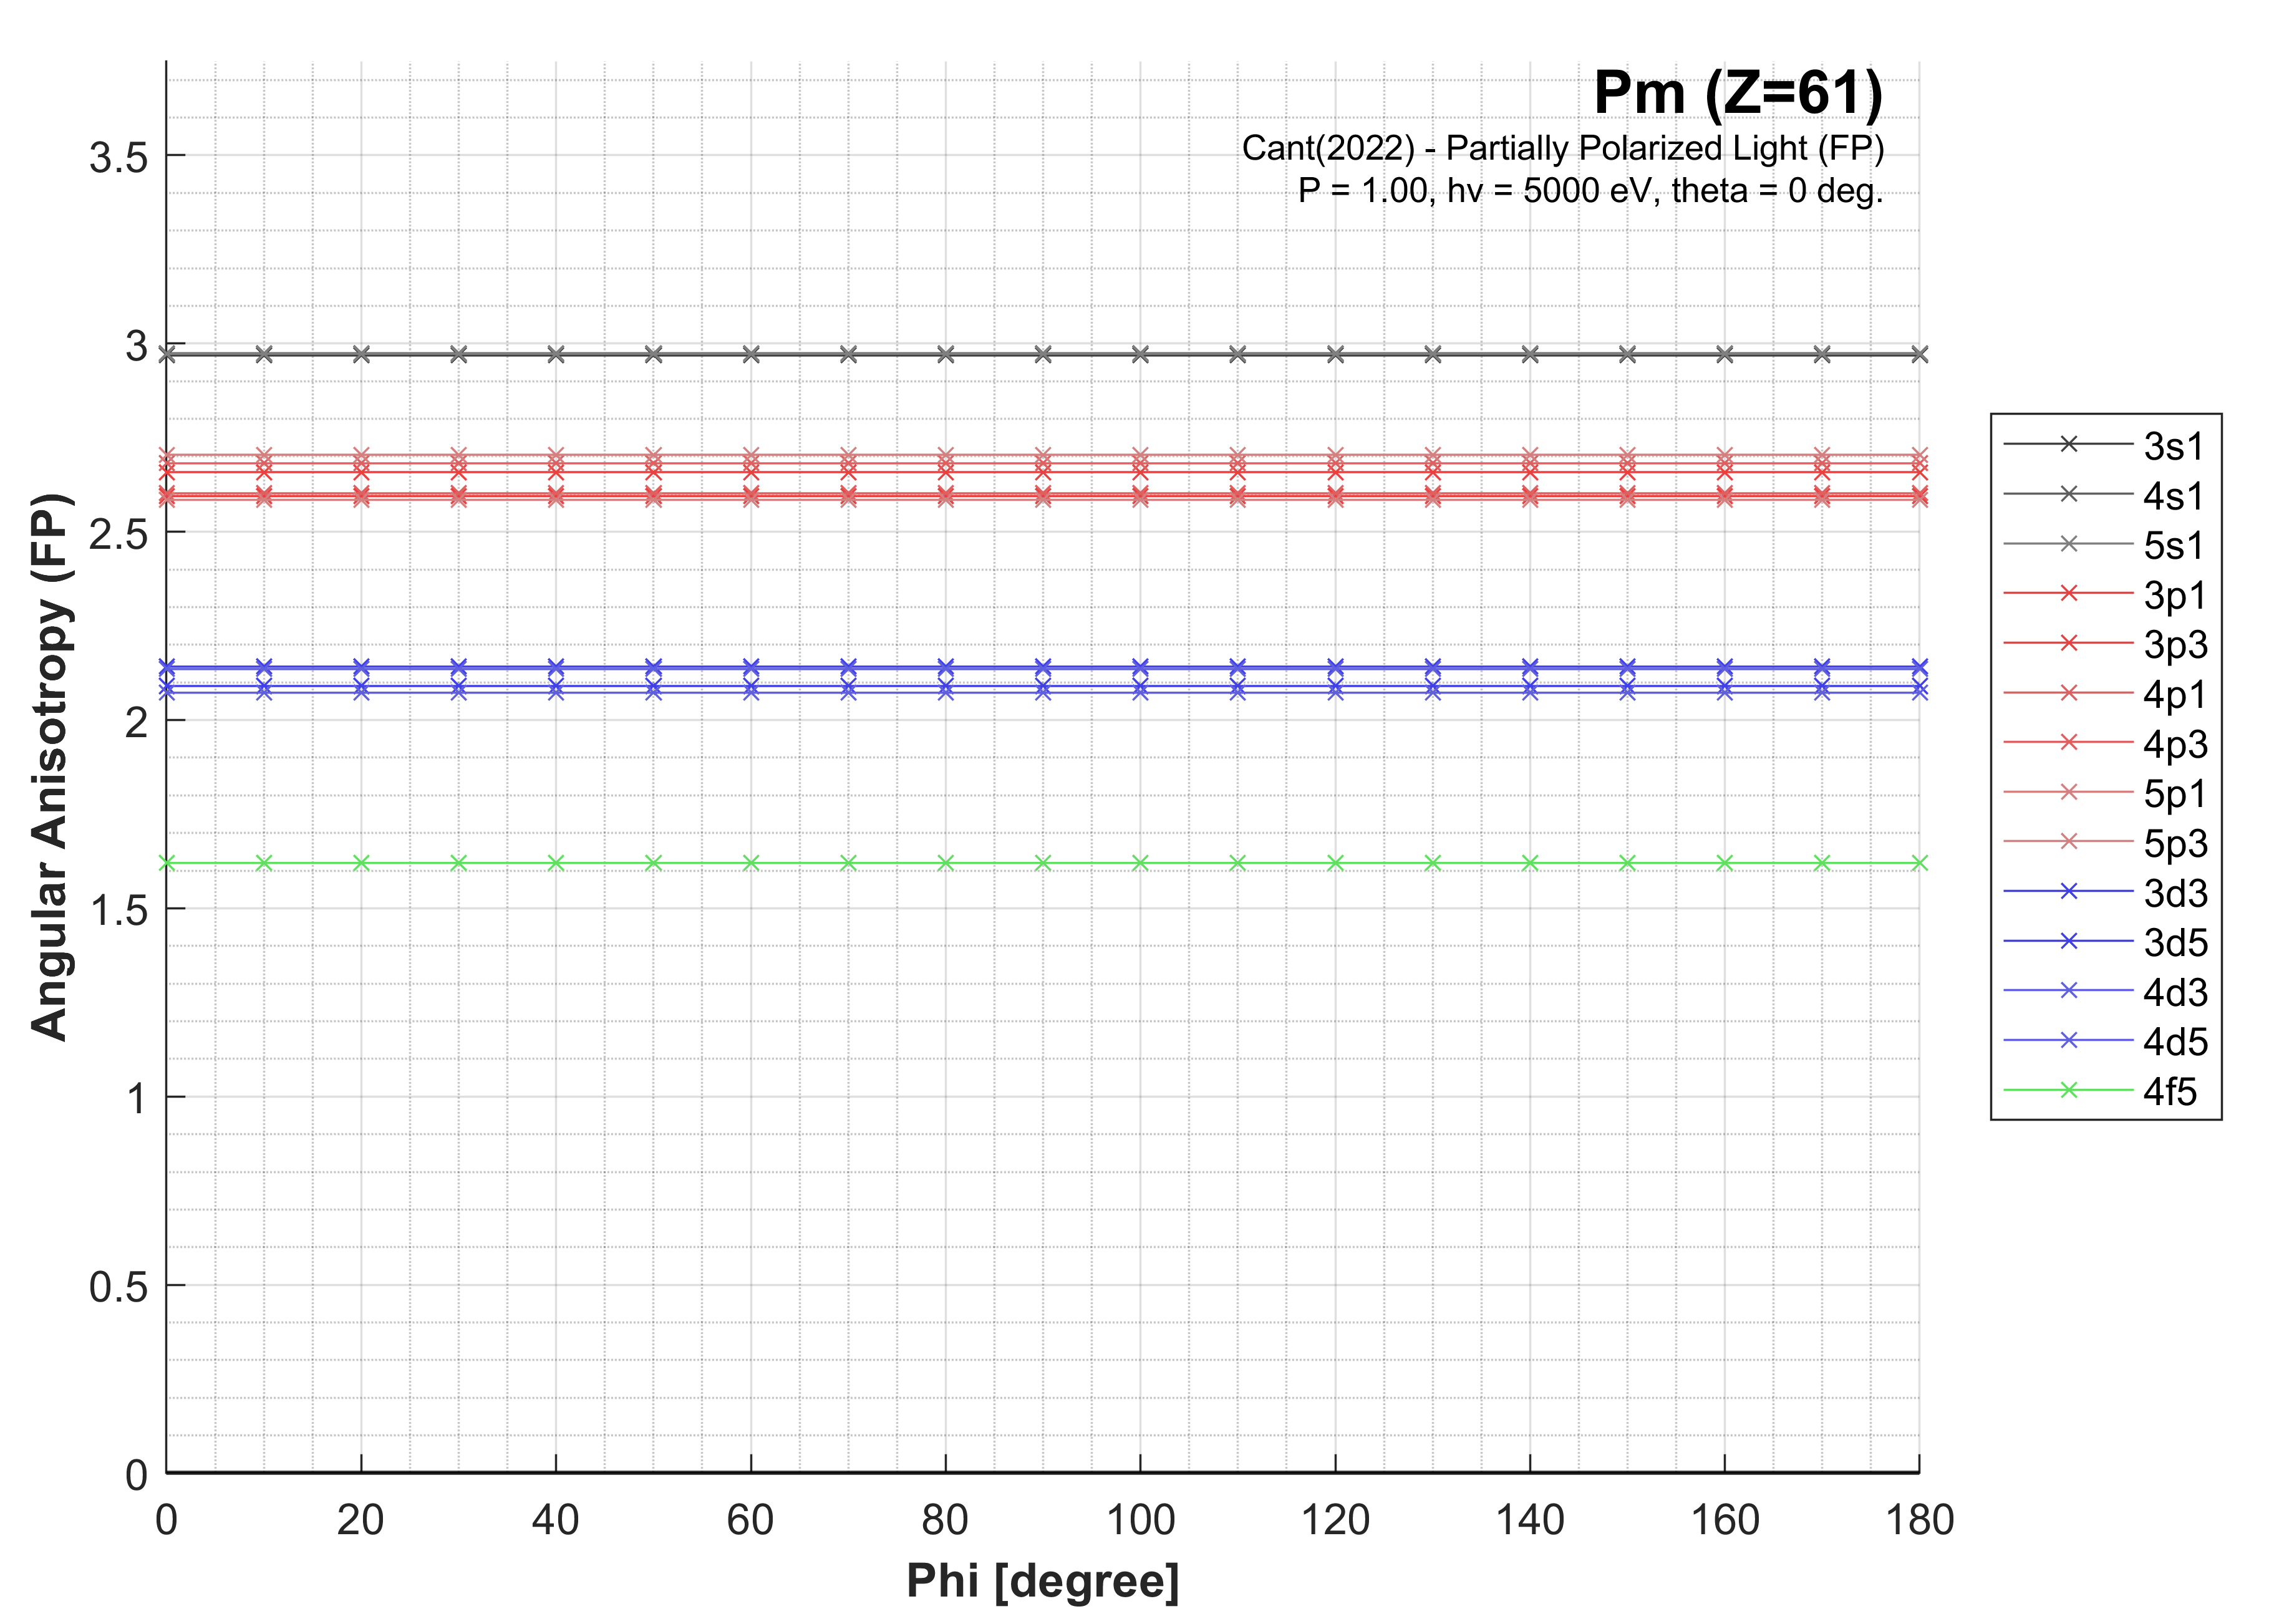 Pm (Z=61)
Cant(2022) - Partially Polarized Light (FP)
P = 1.00, hv = 5000 eV, theta = 0 deg.
Angular Anisotropy (FP)
3.5
3
2.5
2
1.5
1
0.5
0
0 20 40 60 80 100 120 140 160 180
Phi [degree]
3s1
4s1
5s1
3p1
3p3
4p1
4p3
5p1
5p3
3d3
3d5
4d3
4d5
4f5